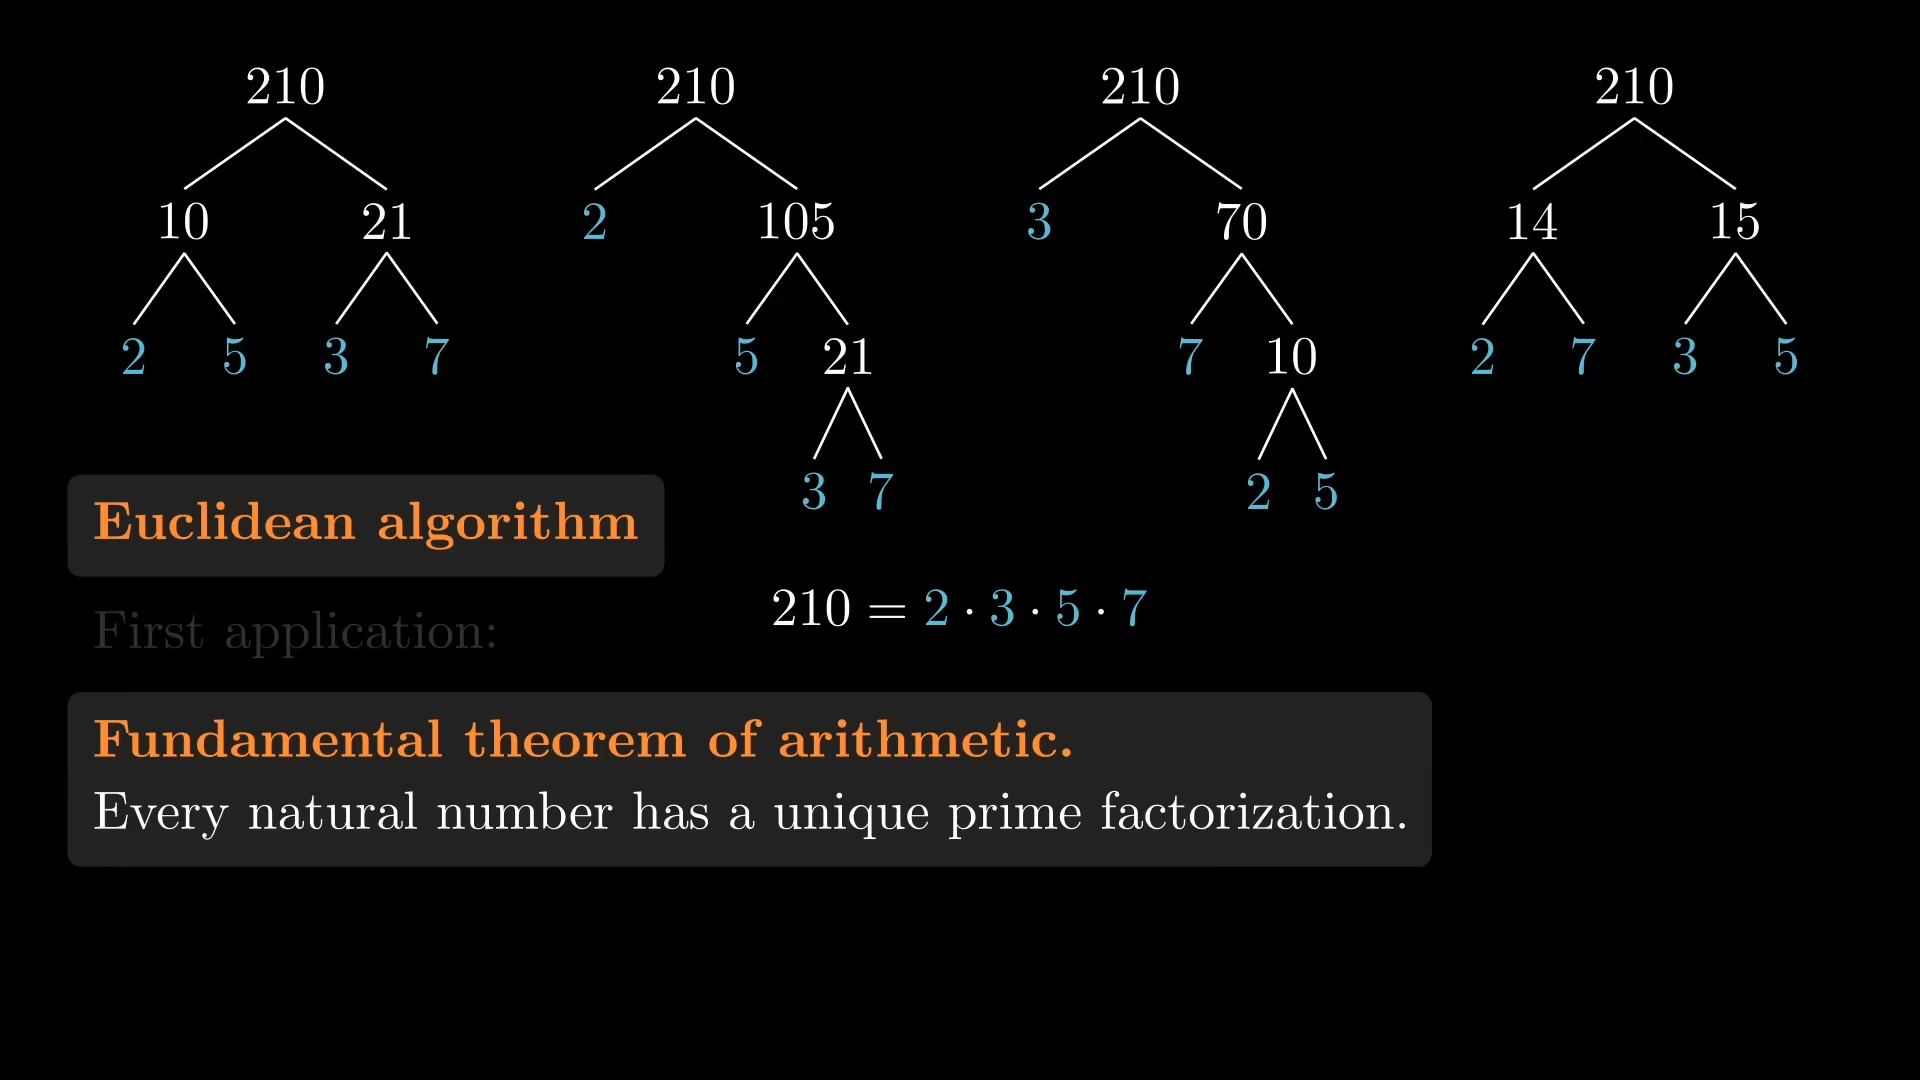 210 210 210 210
10 21 2 105 3 70 14 15
2 5 3 7 5 21 7 10 2 7 3 5
3 7 2 5
Euclidean algorithm
210 = 2 · 3 · 5 · 7
First application:
Fundamental theorem of arithmetic.
Every natural number has a unique prime factorization.